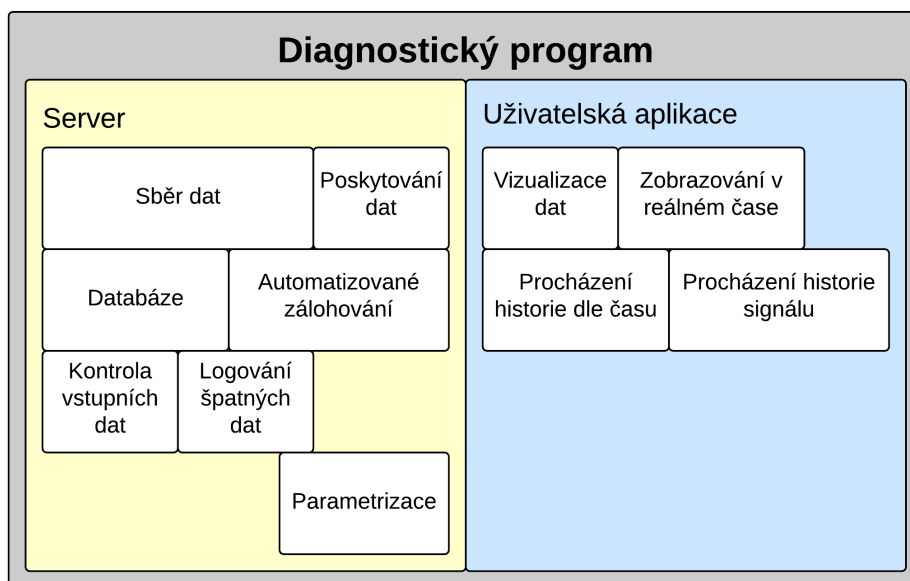 Diagnostický program
Server
Sběr dat
Poskytování
dat
Databáze
Automatizované
zálohování
Kontrola
vstupních
dat
Logování
špatných
dat
Parametrizace
Uživatelská aplikace
Vizualizace
dat
Zobrazování v
reálném čase
Procházení
historie dle času
Procházení historie
signálu